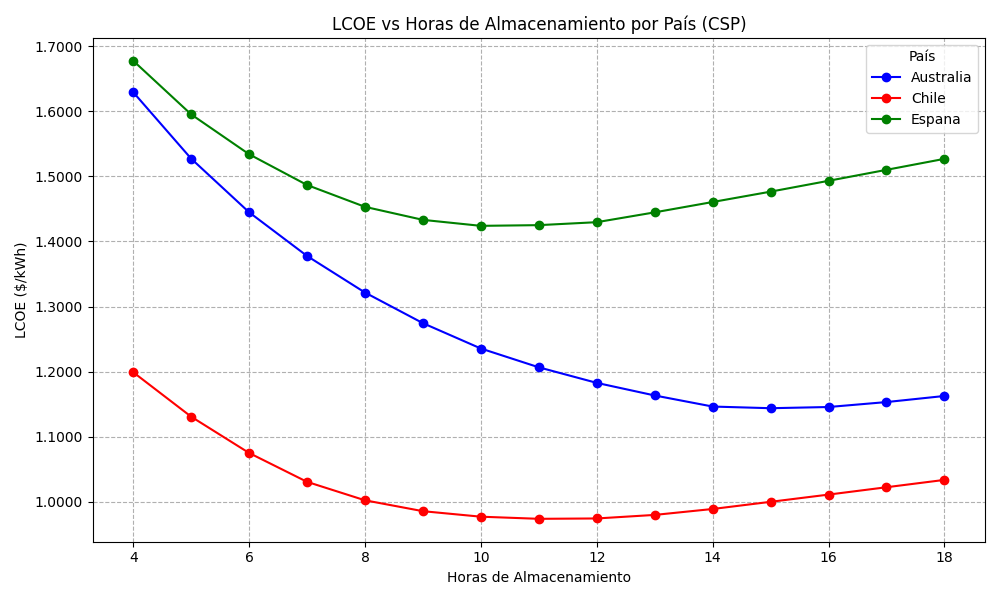 LCOE vs Horas de Almacenamiento por País (CSP)
LCOE ($/kWh)
1.7000
1.6000
1.5000
1.4000
1.3000
1.2000
1.1000
1.0000
País
Australia
Chile
Espana
4 6 8 10 12 14 16 18
Horas de Almacenamiento